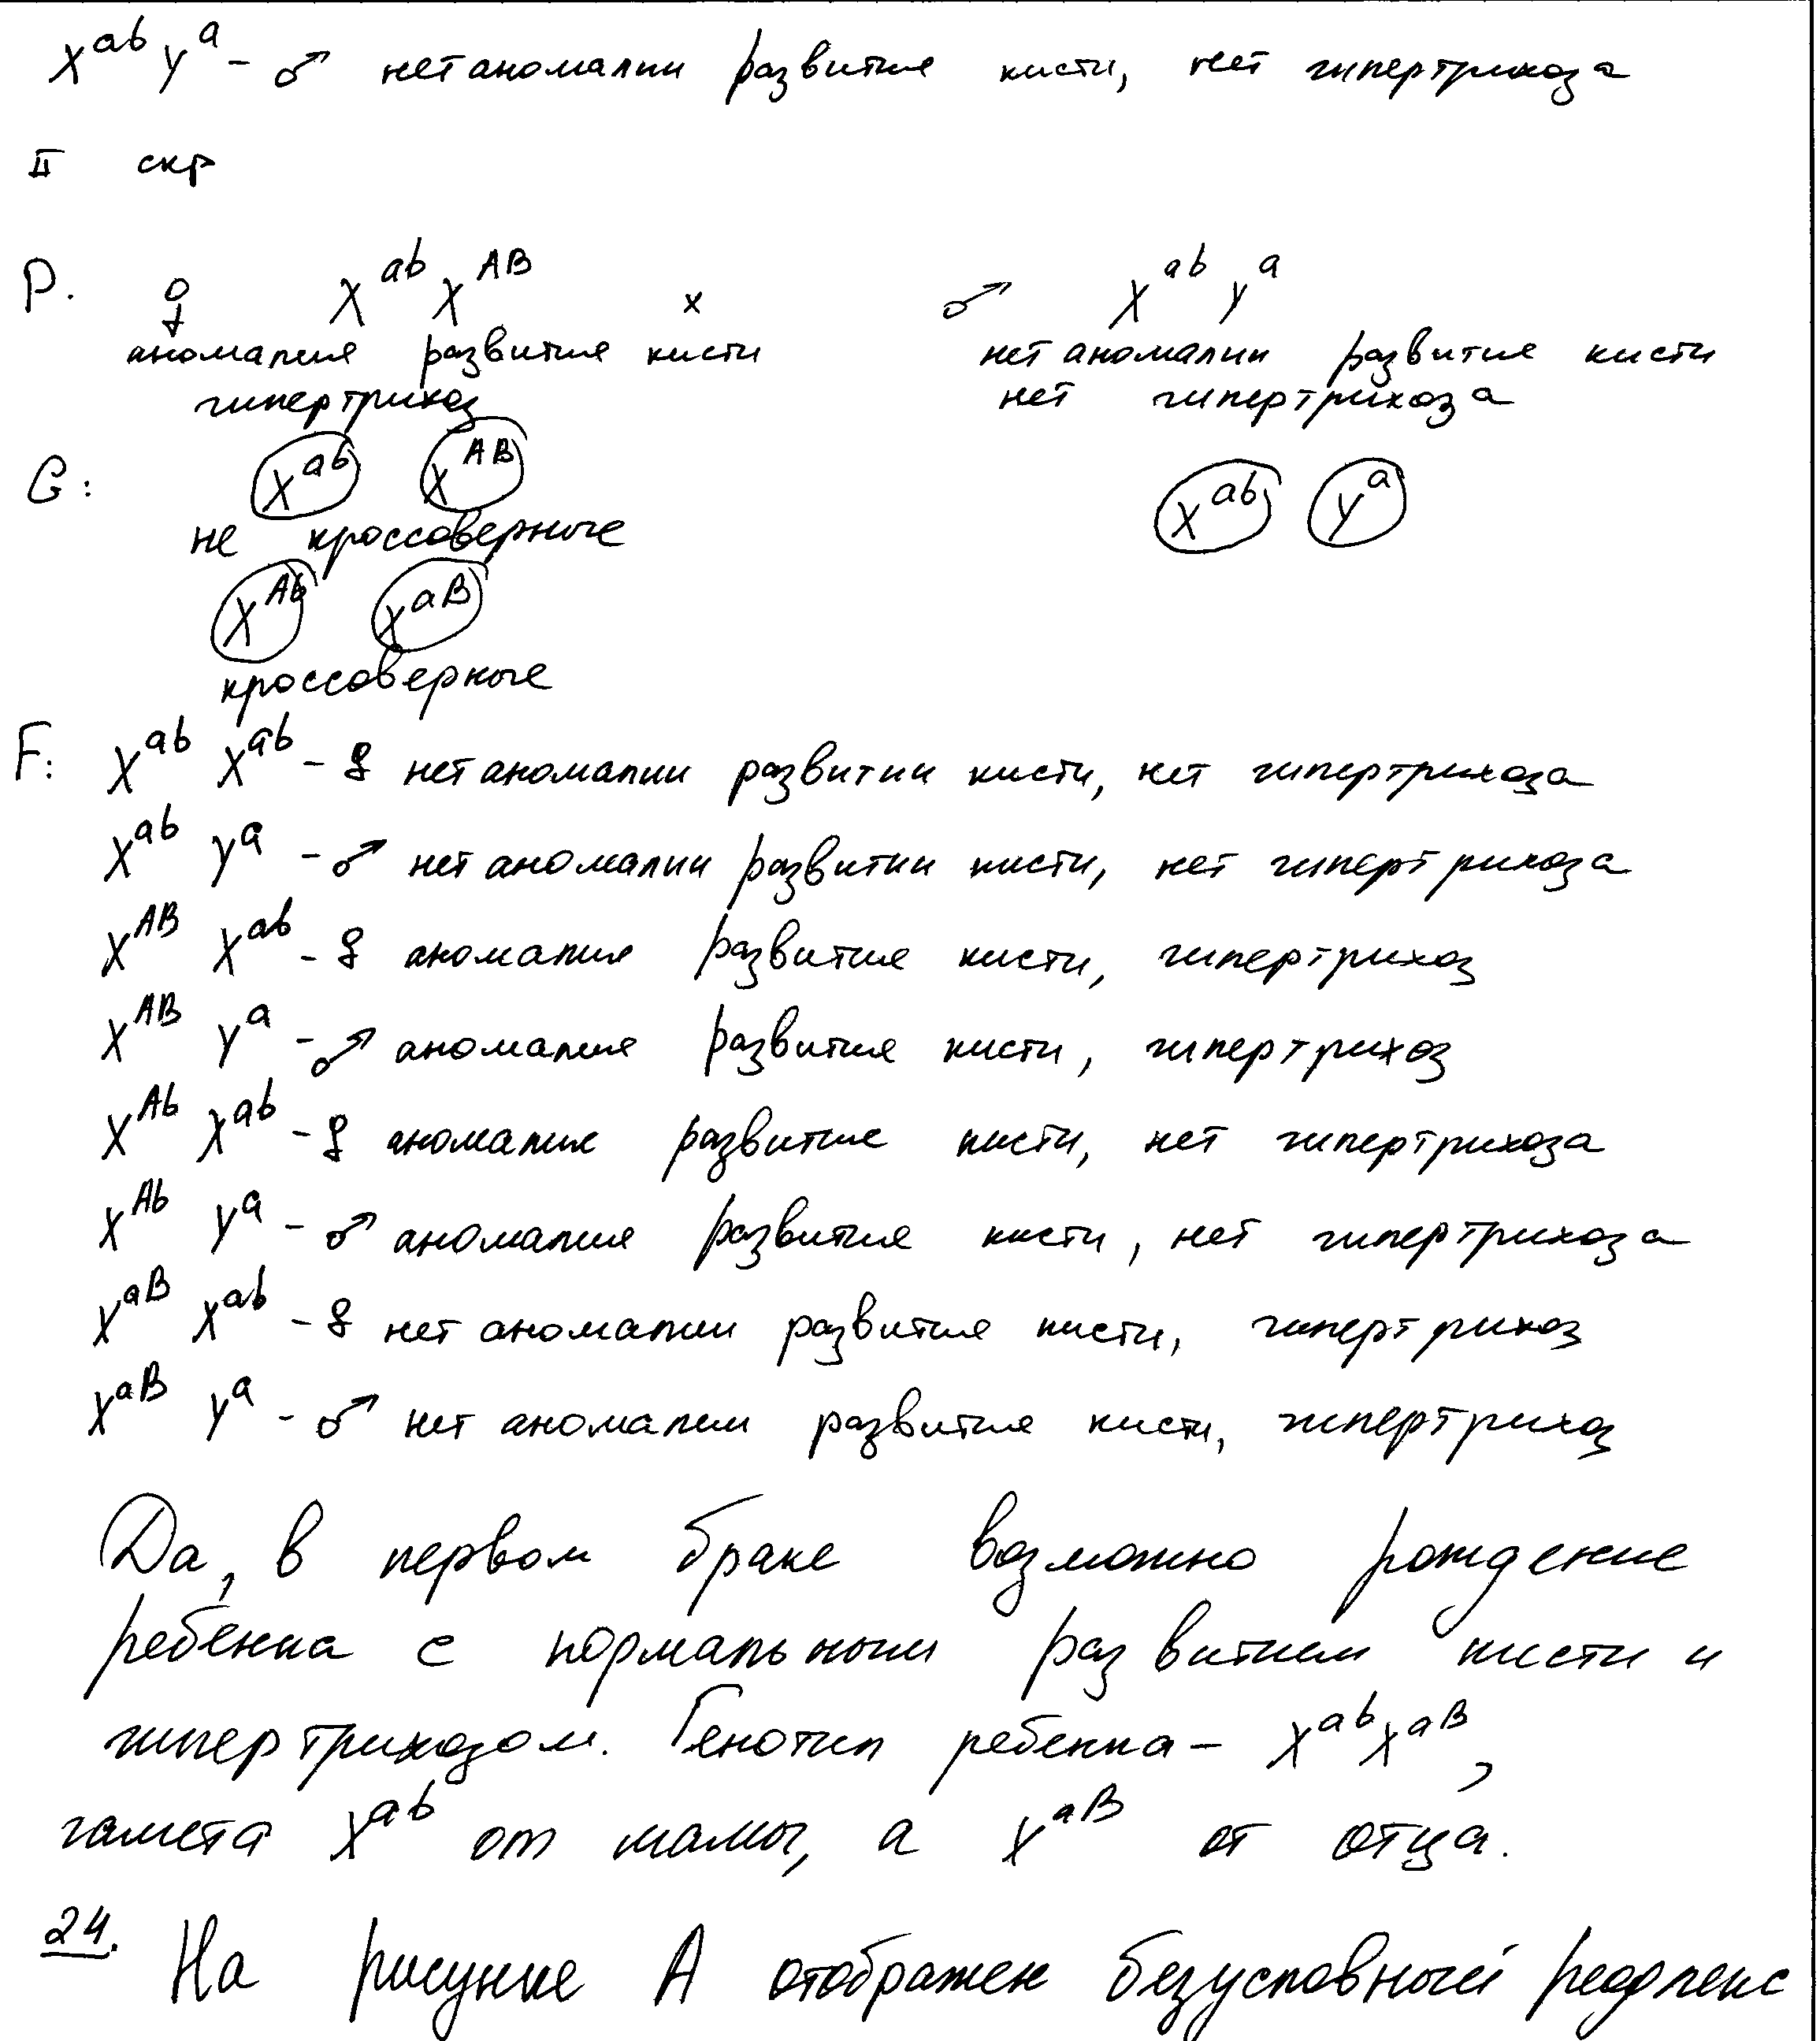 X^ab Y^a - ♂ нет аномалии развитие кисти, нет гипертрихоза
II скр
P. ♀ X^ab X^AB x ♂ X^ab Y^a
аномалия развитие кисти нет аномалии развитие кисти
гипертрихоз нет гипертрихоза
G: X^ab X^AB X^ab Y^a
не кроссоверные
X^Ab X^aB
кроссоверные
F: X^ab X^ab - ♀ нет аномалии развитии кисти, нет гипертрихоза
X^ab Y^a - ♂ нет аномалии развитии кисти, нет гипертрихоза
X^AB X^ab - ♀ аномалия развитие кисти, гипертрихоз
X^AB Y^a - ♂ аномалия развитие кисти, гипертрихоз
X^Ab X^ab - ♀ аномалия развитие кисти, нет гипертрихоза
X^Ab Y^a - ♂ аномалия развитие кисти, нет гипертрихоза
X^aB X^ab - ♀ нет аномалии развитие кисти, гипертрихоз
X^aB Y^a - ♂ нет аномалии развитие кисти, гипертрихоз
Да, в первом браке возможно рождение
ребенка с нормальным развитием кисти и
гипертрихозом. Генотип ребенка - X^ab X^aB,
гамета X^ab от мамы, а X^aB от отца.
24. На рисунке А отображен безусловный рефлекс